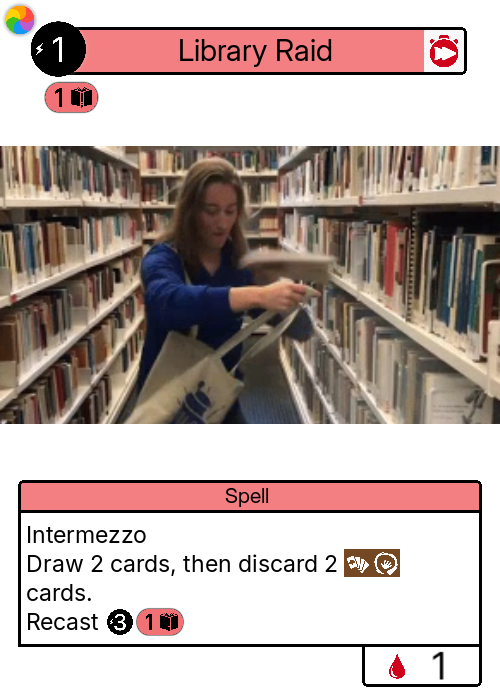 1
Library Raid
1
Spell
Intermezzo
Draw 2 cards, then discard 2
cards.
Recast 3 1
1